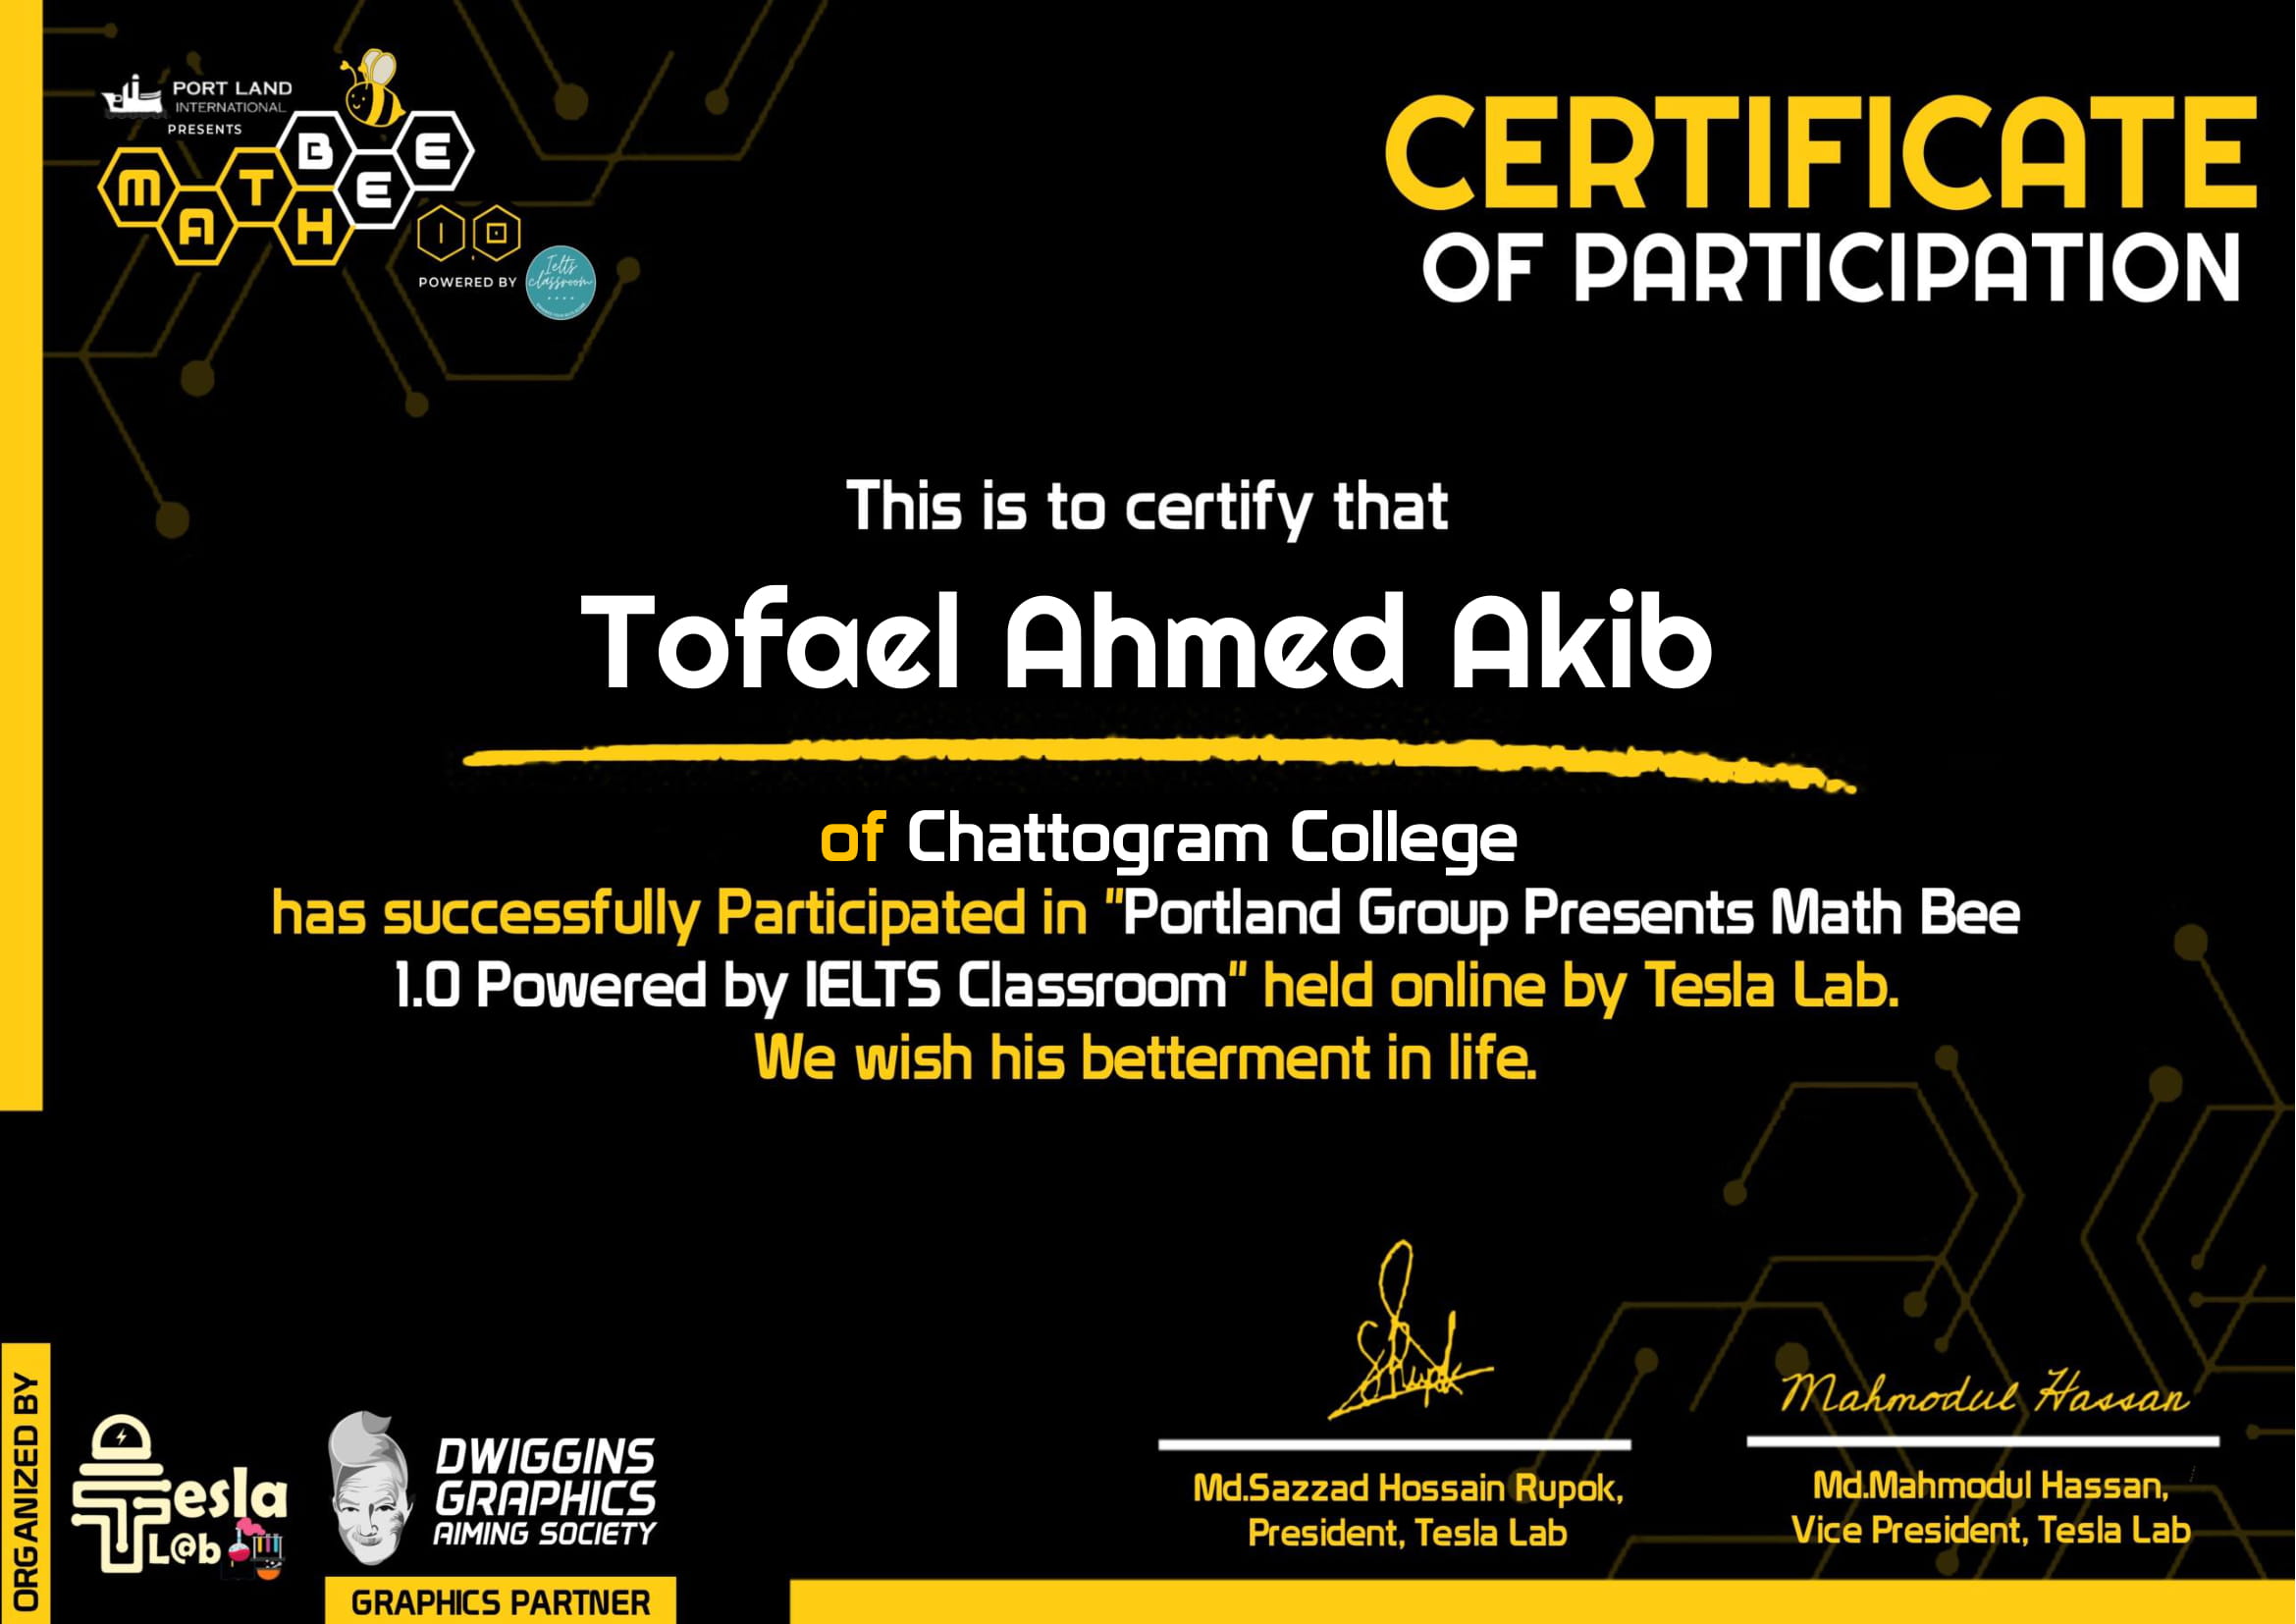 PORT LAND
INTERNATIONAL
PRESENTS
MATH BEE
1.0
POWERED BY
Ielts
classroom
CERTIFICATE
OF PARTICIPATION
This is to certify that
Tofael Ahmed Akib
of Chattogram College
has successfully Participated in "Portland Group Presents Math Bee
1.0 Powered by IELTS Classroom" held online by Tesla Lab.
We wish his betterment in life.
ORGANIZED BY
Tesla
L@b
DWIGGINS
GRAPHICS
AIMING SOCIETY
GRAPHICS PARTNER
SRupok
Md.Sazzad Hossain Rupok,
President, Tesla Lab
Mahmodul Hassan
Md.Mahmodul Hassan,
Vice President, Tesla Lab